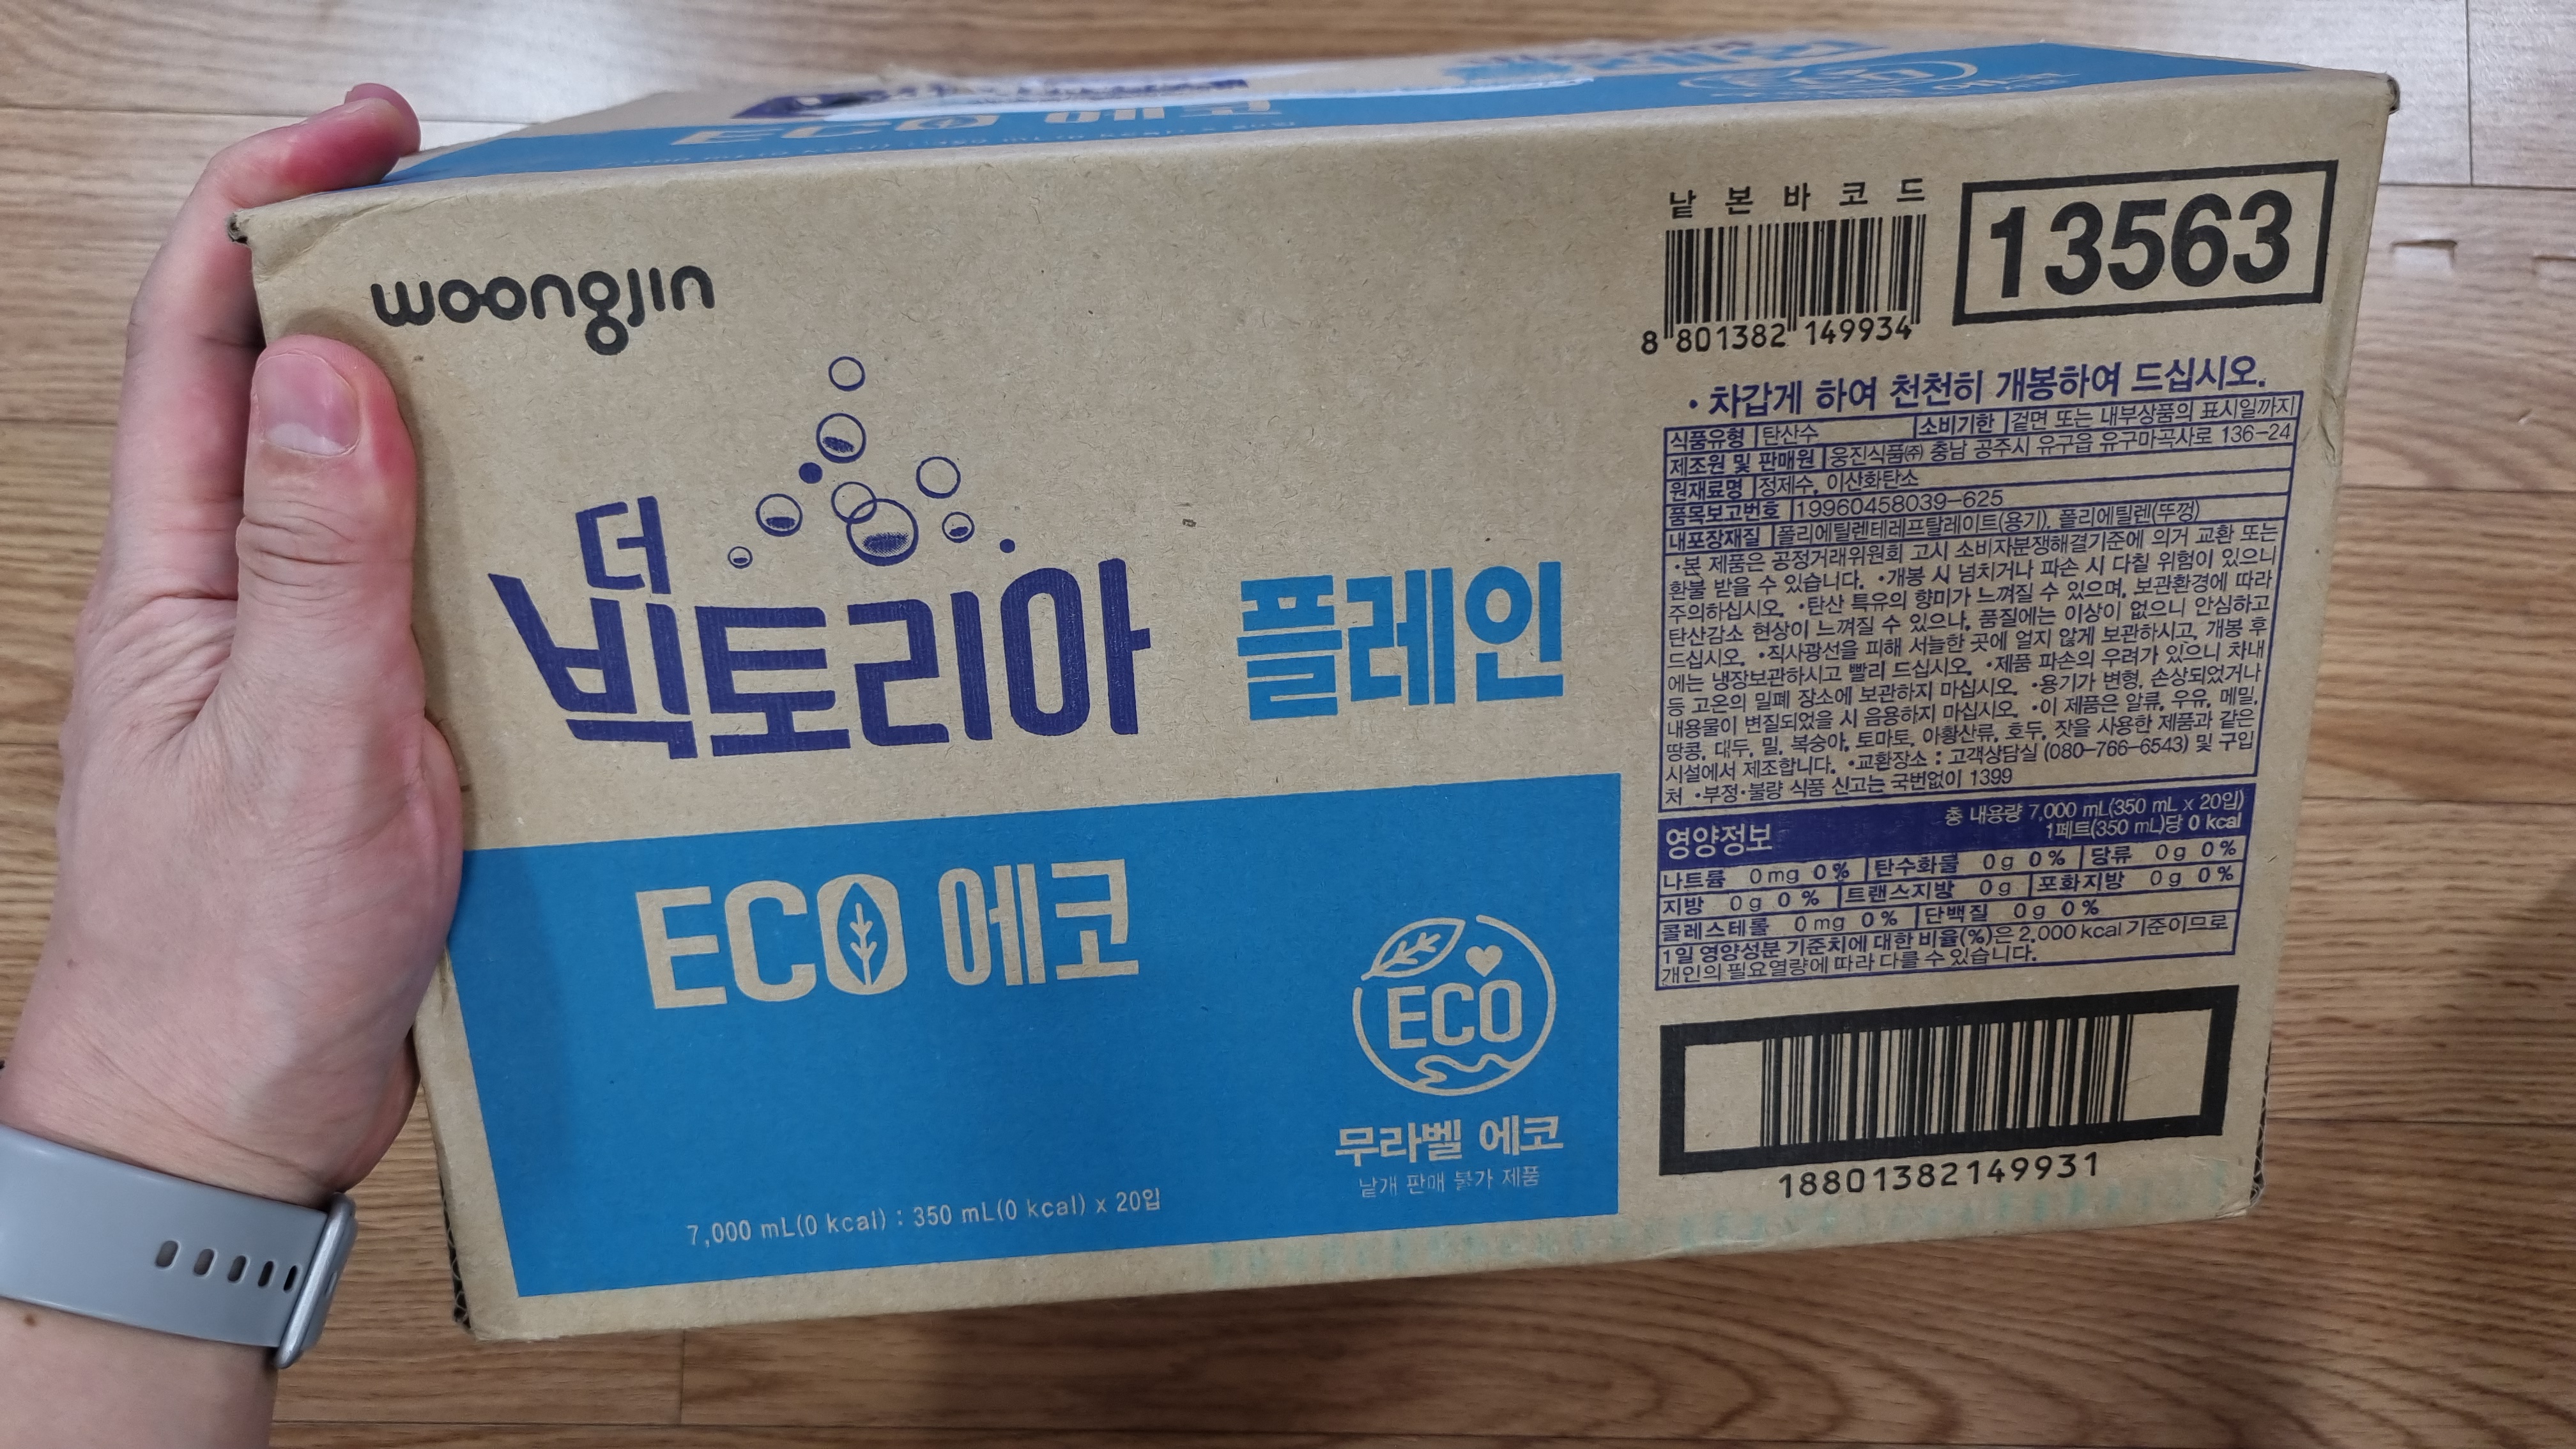 ECO 에코
woongjin
더
빅토리아 플레인
ECO 에코
ECO
무라벨 에코
낱개 판매 불가 제품
7,000 mL(0 kcal) : 350 mL(0 kcal) x 20입
낱본바코드
8 801382 149934
13563
• 차갑게 하여 천천히 개봉하여 드십시오.
식품유형 탄산수 소비기한 겉면 또는 내부상품의 표시일까지
제조원 및 판매원 웅진식품㈜ 충남 공주시 유구읍 유구마곡사로 136-24
원재료명 정제수, 이산화탄소
품목보고번호 19960458039-625
내포장재질 폴리에틸렌테레프탈레이트(용기), 폴리에틸렌(뚜껑)
•본 제품은 공정거래위원회 고시 소비자분쟁해결기준에 의거 교환 또는
환불 받을 수 있습니다. •개봉 시 넘치거나 파손 시 다칠 위험이 있으니
주의하십시오. •탄산 특유의 향미가 느껴질 수 있으며, 보관환경에 따라
탄산감소 현상이 느껴질 수 있으나, 품질에는 이상이 없으니 안심하고
드십시오. •직사광선을 피해 서늘한 곳에 얼지 않게 보관하시고, 개봉 후
에는 냉장보관하시고 빨리 드십시오. •제품 파손의 우려가 있으니 차내
등 고온의 밀폐 장소에 보관하지 마십시오. •용기가 변형, 손상되었거나
내용물이 변질되었을 시 음용하지 마십시오. •이 제품은 알류, 우유, 메밀,
땅콩, 대두, 밀, 복숭아, 토마토, 아황산류, 호두, 잣을 사용한 제품과 같은
시설에서 제조합니다. •교환장소 : 고객상담실 (080-766-6543) 및 구입
처 •부정·불량 식품 신고는 국번없이 1399
영양정보 총 내용량 7,000 mL(350 mL x 20입)
1페트(350 mL)당 0 kcal
나트륨 0 mg 0 % 탄수화물 0 g 0 % 당류 0 g 0 %
지방 0 g 0 % 트랜스지방 0 g 포화지방 0 g 0 %
콜레스테롤 0 mg 0 % 단백질 0 g 0 %
1일 영양성분 기준치에 대한 비율(%)은 2,000 kcal 기준이므로
개인의 필요열량에 따라 다를 수 있습니다.
18801382149931